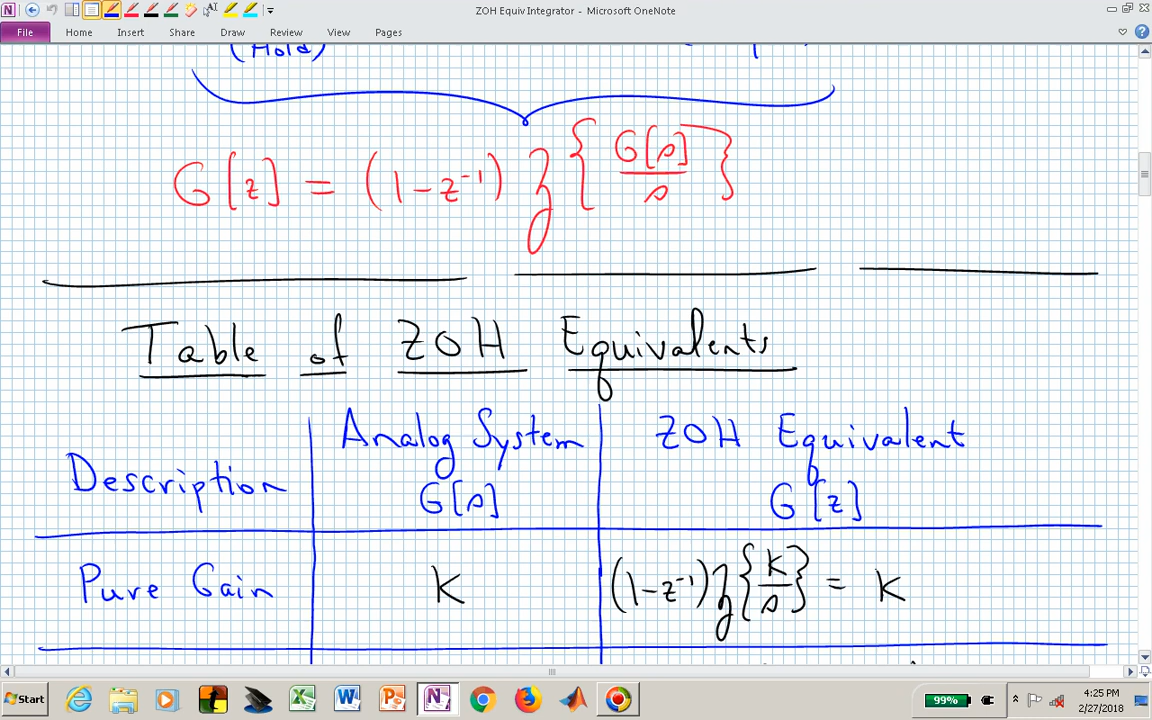 ZOH Equiv Integrator - Microsoft OneNote
File Home Insert Share Draw Review View Pages
(Hold)
G[z] = (1-z⁻¹) 𝓏 { G[s]/s }
Table of ZOH Equivalents
Description | Analog System G[s] | ZOH Equivalent G[z]
Pure Gain | K | (1-z⁻¹) 𝓏 { K/s } = K
Start
99%
4:25 PM
2/27/2018